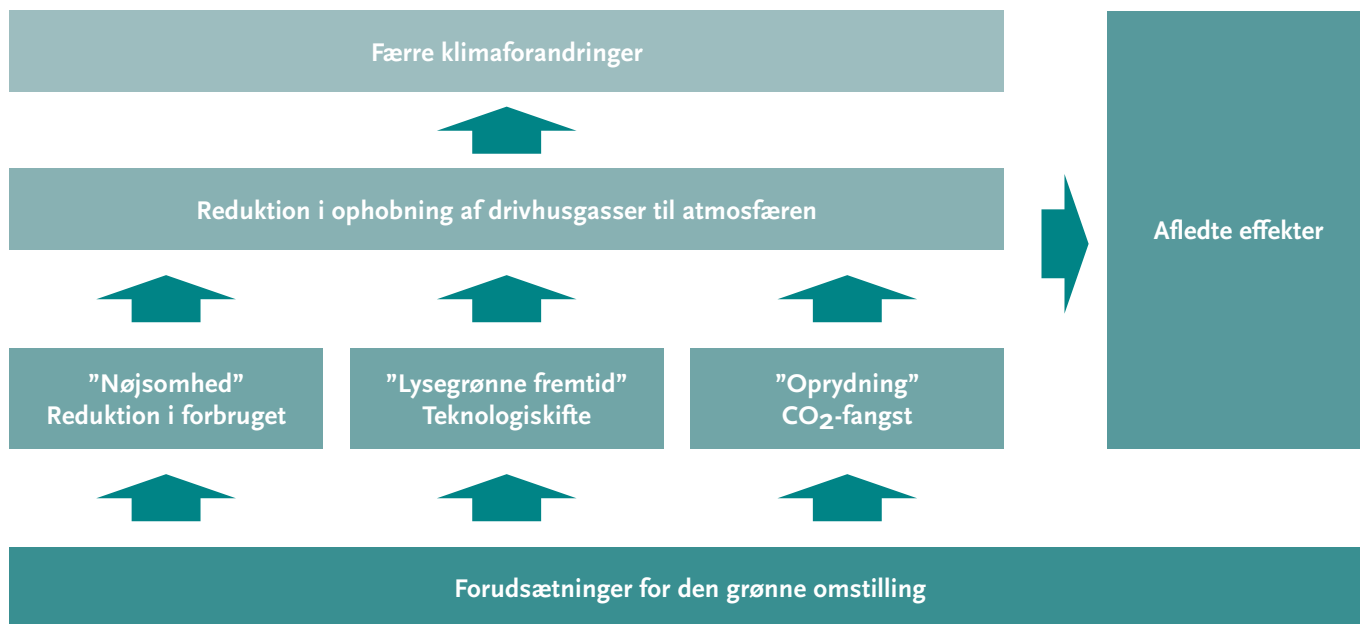 Færre klimaforandringer
Reduktion i ophobning af drivhusgasser til atmosfæren
Afledte effekter
”Nøjsomhed”
Reduktion i forbruget
”Lysegrønne fremtid”
Teknologiskifte
”Oprydning”
CO2-fangst
Forudsætninger for den grønne omstilling